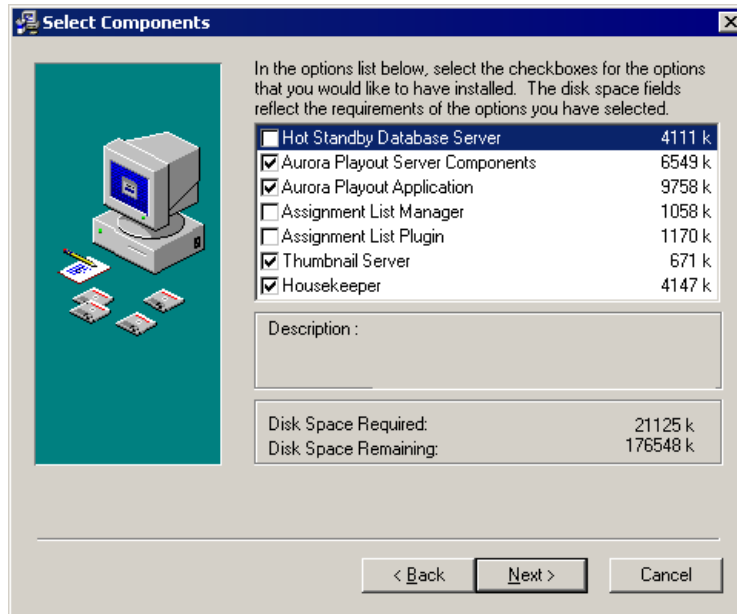 Select Components
In the options list below, select the checkboxes for the options
that you would like to have installed. The disk space fields
reflect the requirements of the options you have selected.
Hot Standby Database Server 4111 k
Aurora Playout Server Components 6549 k
Aurora Playout Application 9758 k
Assignment List Manager 1058 k
Assignment List Plugin 1170 k
Thumbnail Server 671 k
Housekeeper 4147 k
Description :
Disk Space Required: 21125 k
Disk Space Remaining: 176548 k
< Back Next > Cancel